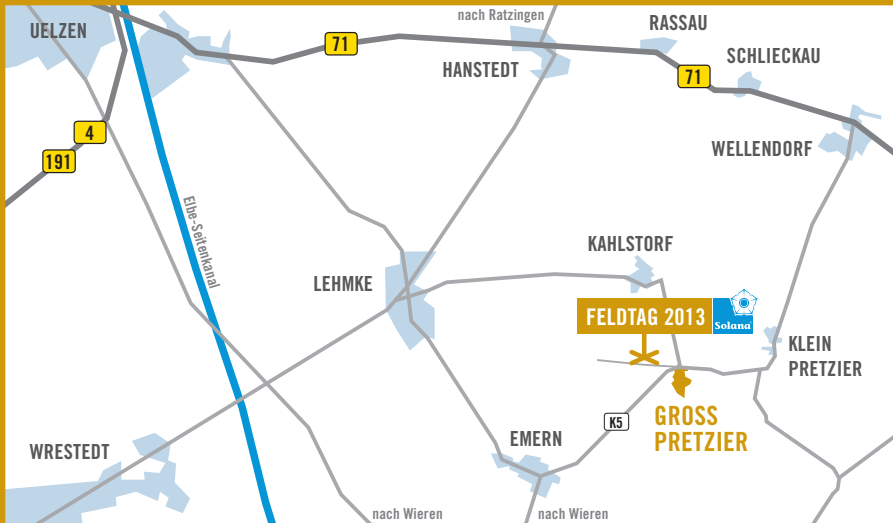 nach Ratzingen
UELZEN
RASSAU
71
HANSTEDT
SCHLIECKAU
71
4
191
WELLENDORF
Elbe-Seitenkanal
KAHLSTORF
LEHMKE
FELDTAG 2013
Solana
KLEIN
PRETZIER
GROSS
PRETZIER
K5
EMERN
WRESTEDT
nach Wieren
nach Wieren